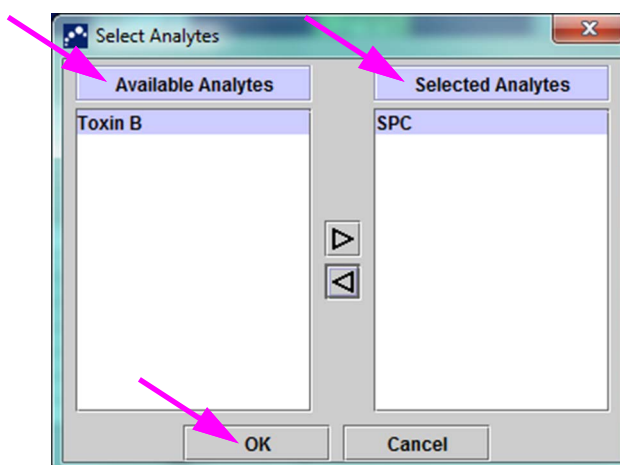 Select Analytes
x
Available Analytes
Selected Analytes
Toxin B
SPC
OK
Cancel